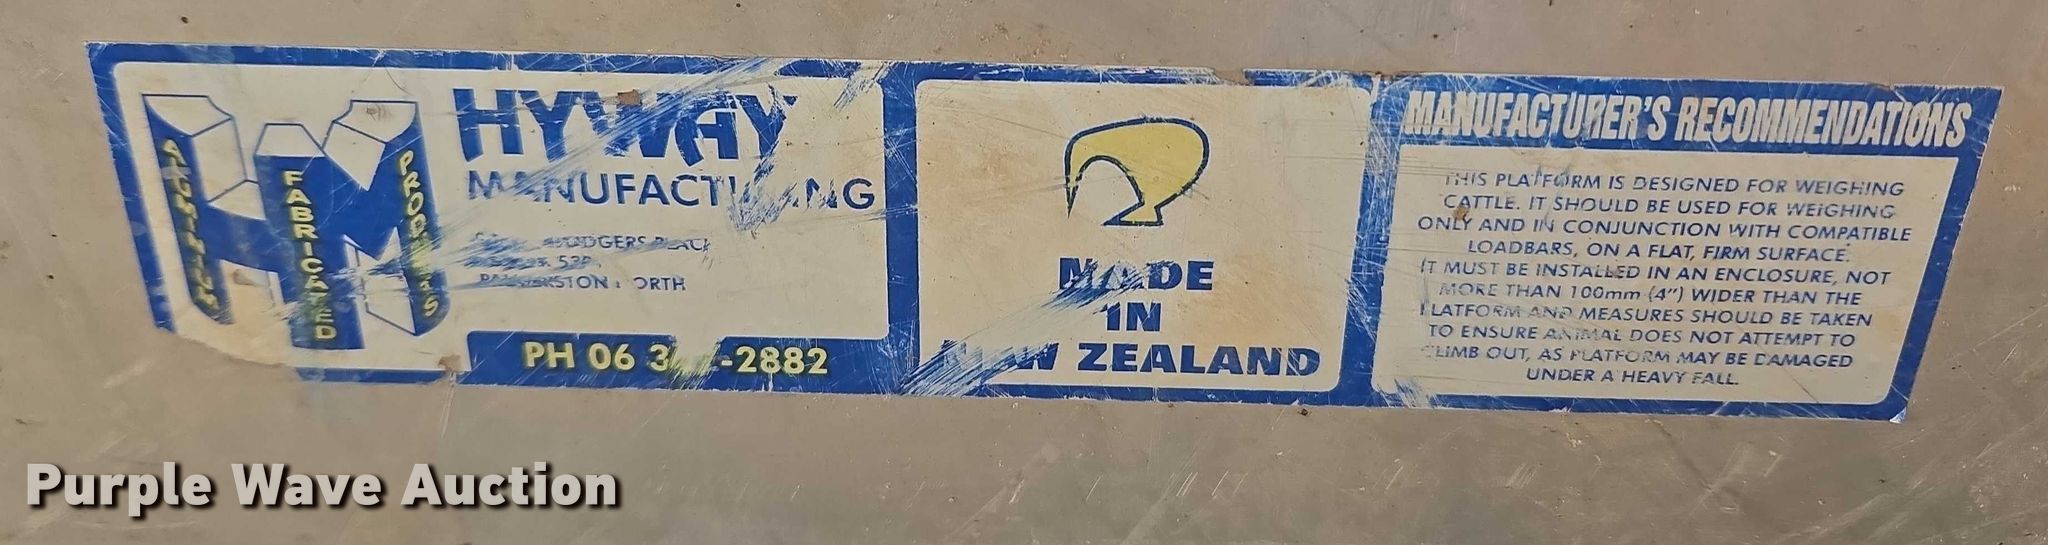 ALUMINIUM
FABRICATED
PRODUCTS
HYWAY
MANUFACTURING
PALMERSTON NORTH
PH 06 -2882
MADE
IN
NEW ZEALAND
MANUFACTURER'S RECOMMENDATIONS
THIS PLATFORM IS DESIGNED FOR WEIGHING
CATTLE. IT SHOULD BE USED FOR WEIGHING
ONLY AND IN CONJUNCTION WITH COMPATIBLE
LOADBARS, ON A FLAT, FIRM SURFACE.
IT MUST BE INSTALLED IN AN ENCLOSURE, NOT
MORE THAN 100mm (4") WIDER THAN THE
PLATFORM AND MEASURES SHOULD BE TAKEN
TO ENSURE ANIMAL DOES NOT ATTEMPT TO
CLIMB OUT, AS PLATFORM MAY BE DAMAGED
UNDER A HEAVY FALL.
Purple Wave Auction